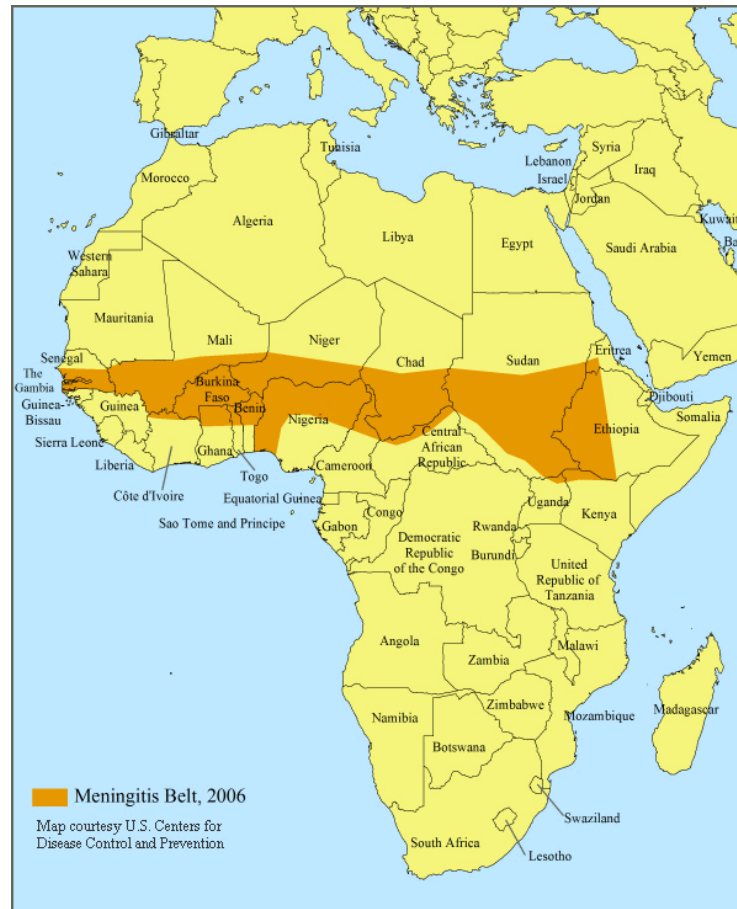 Gibraltar
Tunisia
Syria
Lebanon
Israel
Iraq
Morocco
Jordan
Kuwait
Algeria
Libya
Egypt
Saudi Arabia
Ba
Western
Sahara
Mauritania
Mali
Niger
Chad
Sudan
Eritrea
Yemen
Senegal
The
Gambia
Burkina
Faso
Djibouti
Guinea-
Bissau
Guinea
Benin
Nigeria
Somalia
Ethiopia
Central
African
Republic
Sierra Leone
Ghana
Liberia
Cameroon
Togo
Côte d'Ivoire
Equatorial Guinea
Uganda
Sao Tome and Principe
Gabon
Congo
Kenya
Rwanda
Democratic
Republic
of the Congo
Burundi
United
Republic of
Tanzania
Angola
Malawi
Zambia
Zimbabwe
Madagascar
Namibia
Mozambique
Botswana
Meningitis Belt, 2006
Swaziland
Map courtesy U.S. Centers for
Disease Control and Prevention
South Africa
Lesotho